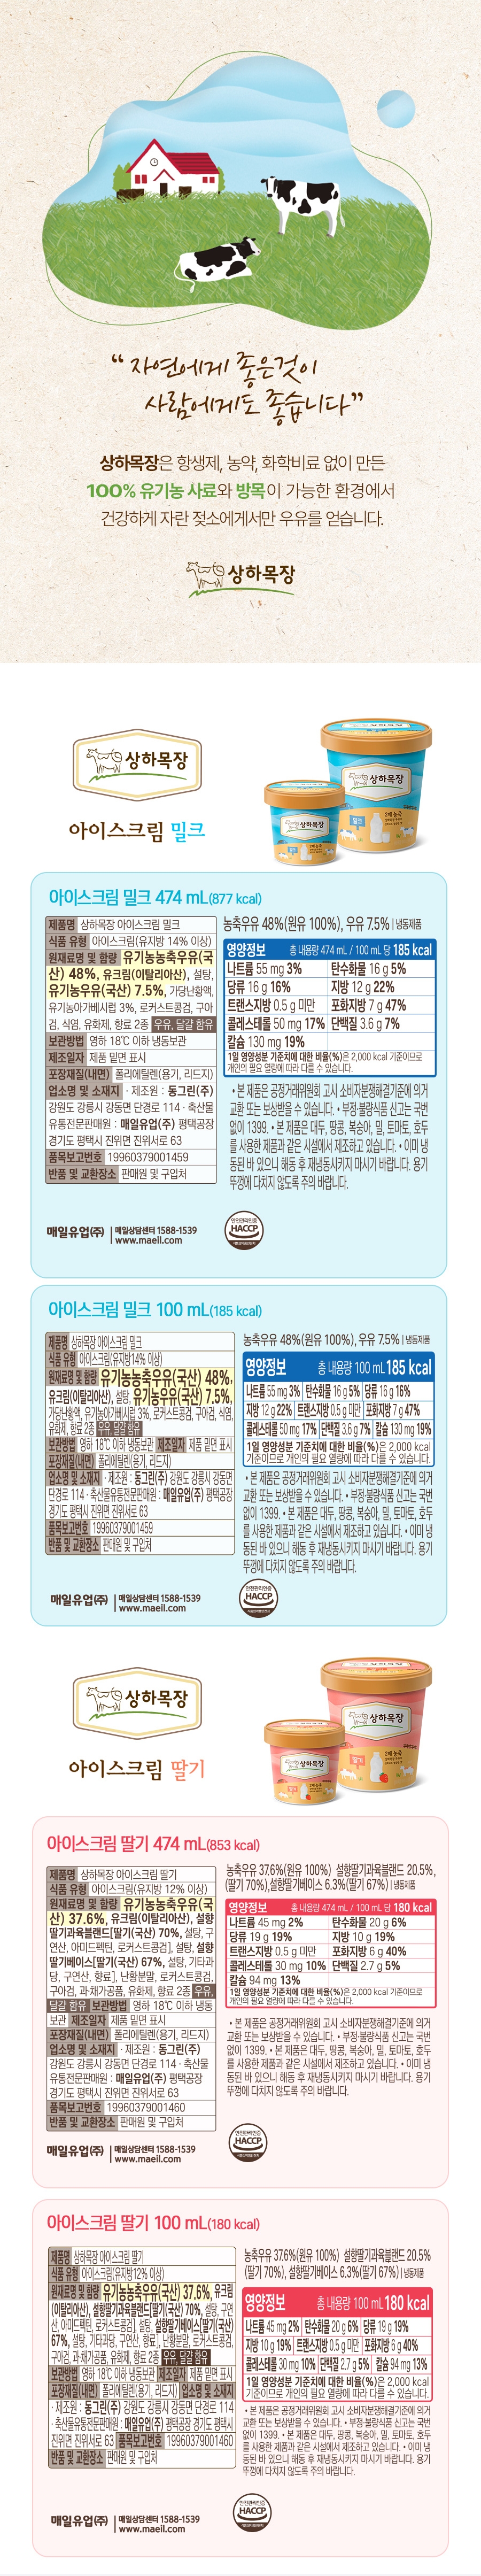 “ 자연에게 좋은것이
사람에게도 좋습니다”
상하목장은 항생제, 농약, 화학비료 없이 만든
100% 유기농 사료와 방목이 가능한 환경에서
건강하게 자란 젖소에게서만 우유를 얻습니다.
상하목장
상하목장
아이스크림 밀크
상하목장
밀크
상하목장
밀크
아이스크림 밀크 474 mL(877 kcal)
제품명 상하목장 아이스크림 밀크
식품 유형 아이스크림(유지방 14% 이상)
원재료명 및 함량 유기농농축우유(국
산) 48%, 유크림(이탈리아산), 설탕,
유기농우유(국산) 7.5%, 가당난황액,
유기농아가베시럽 3%, 로커스트콩검, 구아
검, 식염, 유화제, 향료 2종 우유, 달걀 함유
보관방법 영하 18℃ 이하 냉동보관
제조일자 제품 밑면 표시
포장재질(내면) 폴리에틸렌(용기, 리드지)
업소명 및 소재지 · 제조원 : 동그린(주)
강원도 강릉시 강동면 단경로 114 · 축산물
유통전문판매원 : 매일유업(주) 평택공장
경기도 평택시 진위면 진위서로 63
품목보고번호 19960379001459
반품 및 교환장소 판매원 및 구입처
농축우유 48%(원유 100%), 우유 7.5% | 냉동제품
영양정보 총 내용량 474 mL / 100 mL 당 185 kcal
나트륨 55 mg 3% 탄수화물 16 g 5%
당류 16 g 16% 지방 12 g 22%
트랜스지방 0.5 g 미만 포화지방 7 g 47%
콜레스테롤 50 mg 17% 단백질 3.6 g 7%
칼슘 130 mg 19%
1일 영양성분 기준치에 대한 비율(%)은 2,000 kcal 기준이므로
개인의 필요 열량에 따라 다를 수 있습니다.
• 본 제품은 공정거래위원회 고시 소비자분쟁해결기준에 의거
교환 또는 보상받을 수 있습니다. • 부정·불량식품 신고는 국번
없이 1399. • 본 제품은 대두, 땅콩, 복숭아, 밀, 토마토, 호두
를 사용한 제품과 같은 시설에서 제조하고 있습니다. • 이미 냉
동된 바 있으니 해동 후 재냉동시키지 마시기 바랍니다. 용기
뚜껑에 다치지 않도록 주의 바랍니다.
매일유업(주) | 매일상담센터 1588-1539
www.maeil.com
안전관리인증
HACCP
아이스크림 밀크 100 mL(185 kcal)
제품명 상하목장 아이스크림 밀크
식품 유형 아이스크림(유지방14% 이상)
원재료명 및 함량 유기농농축우유(국산) 48%,
유크림(이탈리아산), 설탕, 유기농우유(국산) 7.5%,
가당난황액, 유기농아가베시럽 3%, 로커스트콩검, 구아검, 식염,
유화제, 향료 2종 우유, 달걀 함유
보관방법 영하 18℃ 이하 냉동보관 제조일자 제품 밑면 표시
포장재질(내면) 폴리에틸렌(용기, 리드지)
업소명 및 소재지 · 제조원 : 동그린(주) 강원도 강릉시 강동면
단경로 114 · 축산물유통전문판매원 : 매일유업(주) 평택공장
경기도 평택시 진위면 진위서로 63
품목보고번호 19960379001459
반품 및 교환장소 판매원 및 구입처
농축우유 48%(원유 100%), 우유 7.5% | 냉동제품
영양정보 총 내용량 100 mL 185 kcal
나트륨 55 mg 3% 탄수화물 16 g 5% 당류 16 g 16%
지방 12 g 22% 트랜스지방 0.5 g 미만 포화지방 7 g 47%
콜레스테롤 50 mg 17% 단백질 3.6 g 7% 칼슘 130 mg 19%
1일 영양성분 기준치에 대한 비율(%)은 2,000 kcal
기준이므로 개인의 필요 열량에 따라 다를 수 있습니다.
• 본 제품은 공정거래위원회 고시 소비자분쟁해결기준에 의거
교환 또는 보상받을 수 있습니다. • 부정·불량식품 신고는 국번
없이 1399. • 본 제품은 대두, 땅콩, 복숭아, 밀, 토마토, 호두
를 사용한 제품과 같은 시설에서 제조하고 있습니다. • 이미 냉
동된 바 있으니 해동 후 재냉동시키지 마시기 바랍니다. 용기
뚜껑에 다치지 않도록 주의 바랍니다.
매일유업(주) | 매일상담센터 1588-1539
www.maeil.com
안전관리인증
HACCP
상하목장
아이스크림 딸기
상하목장
딸기
상하목장
아이스크림 딸기 474 mL(853 kcal)
제품명 상하목장 아이스크림 딸기
식품 유형 아이스크림(유지방 12% 이상)
원재료명 및 함량 유기농농축우유(국
산) 37.6%, 유크림(이탈리아산), 설향
딸기과육블랜드[딸기(국산) 70%, 설탕, 구
연산, 아미드펙틴, 로커스트콩검], 설탕, 설향
딸기베이스[딸기(국산) 67%, 설탕, 기타과
당, 구연산, 향료], 난황분말, 로커스트콩검,
구아검, 과·채가공품, 유화제, 향료 2종 우유,
달걀 함유 보관방법 영하 18℃ 이하 냉동
보관 제조일자 제품 밑면 표시
포장재질(내면) 폴리에틸렌(용기, 리드지)
업소명 및 소재지 · 제조원 : 동그린(주)
강원도 강릉시 강동면 단경로 114 · 축산물
유통전문판매원 : 매일유업(주) 평택공장
경기도 평택시 진위면 진위서로 63
품목보고번호 19960379001460
반품 및 교환장소 판매원 및 구입처
농축우유 37.6%(원유 100%) 설향딸기과육블랜드 20.5%,
(딸기 70%),설향딸기베이스 6.3%(딸기 67%) | 냉동제품
영양정보 총 내용량 474 mL / 100 mL 당 180 kcal
나트륨 45 mg 2% 탄수화물 20 g 6%
당류 19 g 19% 지방 10 g 19%
트랜스지방 0.5 g 미만 포화지방 6 g 40%
콜레스테롤 30 mg 10% 단백질 2.7 g 5%
칼슘 94 mg 13%
1일 영양성분 기준치에 대한 비율(%)은 2,000 kcal 기준이므로
개인의 필요 열량에 따라 다를 수 있습니다.
• 본 제품은 공정거래위원회 고시 소비자분쟁해결기준에 의거
교환 또는 보상받을 수 있습니다. • 부정·불량식품 신고는 국번
없이 1399. • 본 제품은 대두, 땅콩, 복숭아, 밀, 토마토, 호두
를 사용한 제품과 같은 시설에서 제조하고 있습니다. • 이미 냉
동된 바 있으니 해동 후 재냉동시키지 마시기 바랍니다. 용기
뚜껑에 다치지 않도록 주의 바랍니다.
매일유업(주) | 매일상담센터 1588-1539
www.maeil.com
안전관리인증
HACCP
아이스크림 딸기 100 mL(180 kcal)
제품명 상하목장 아이스크림 딸기
식품 유형 아이스크림(유지방12% 이상)
원재료명 및 함량 유기농농축우유(국산) 37.6%, 유크림
(이탈리아산), 설향딸기과육블랜드[딸기(국산) 70%, 설탕, 구연
산, 아미드펙틴, 로커스트콩검], 설탕, 설향딸기베이스[딸기(국산)
67%, 설탕, 기타과당, 구연산, 향료], 난황분말, 로커스트콩검,
구아검, 과·채가공품, 유화제, 향료 2종 우유, 달걀 함유
보관방법 영하 18℃ 이하 냉동보관 제조일자 제품 밑면 표시
포장재질(내면) 폴리에틸렌(용기, 리드지) 업소명 및 소재지
· 제조원 : 동그린(주) 강원도 강릉시 강동면 단경로 114
· 축산물유통전문판매원 : 매일유업(주) 평택공장 경기도 평택시
진위면 진위서로 63 품목보고번호 19960379001460
반품 및 교환장소 판매원 및 구입처
농축우유 37.6%(원유 100%) 설향딸기과육블랜드 20.5%
(딸기 70%), 설향딸기베이스 6.3%(딸기 67%) | 냉동제품
영양정보 총 내용량 100 mL 180 kcal
나트륨 45 mg 2% 탄수화물 20 g 6% 당류 19 g 19%
지방 10 g 19% 트랜스지방 0.5 g 미만 포화지방 6 g 40%
콜레스테롤 30 mg 10% 단백질 2.7 g 5% 칼슘 94 mg 13%
1일 영양성분 기준치에 대한 비율(%)은 2,000 kcal
기준이므로 개인의 필요 열량에 따라 다를 수 있습니다.
• 본 제품은 공정거래위원회 고시 소비자분쟁해결기준에 의거
교환 또는 보상받을 수 있습니다. • 부정·불량식품 신고는 국번
없이 1399. • 본 제품은 대두, 땅콩, 복숭아, 밀, 토마토, 호두
를 사용한 제품과 같은 시설에서 제조하고 있습니다. • 이미 냉
동된 바 있으니 해동 후 재냉동시키지 마시기 바랍니다. 용기
뚜껑에 다치지 않도록 주의 바랍니다.
매일유업(주) | 매일상담센터 1588-1539
www.maeil.com
안전관리인증
HACCP